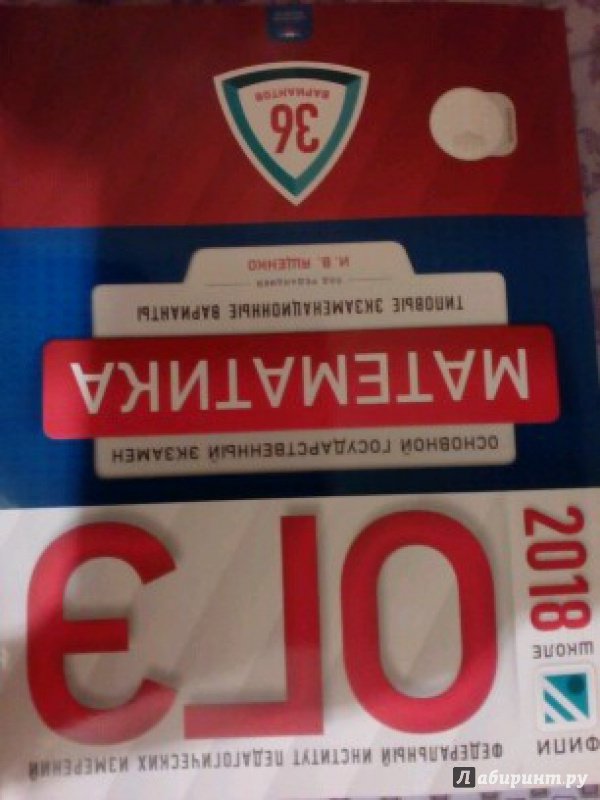 ФЕДЕРАЛЬНЫЙ ИНСТИТУТ ПЕДАГОГИЧЕСКИХ ИЗМЕРЕНИЙ
ФИПИ
ШКОЛЕ
2018
ОГЭ
ОСНОВНОЙ ГОСУДАРСТВЕННЫЙ ЭКЗАМЕН
МАТЕМАТИКА
ТИПОВЫЕ ЭКЗАМЕНАЦИОННЫЕ ВАРИАНТЫ
ПОД РЕДАКЦИЕЙ
И. В. ЯЩЕНКО
36
ВАРИАНТОВ
Лабиринт.ру